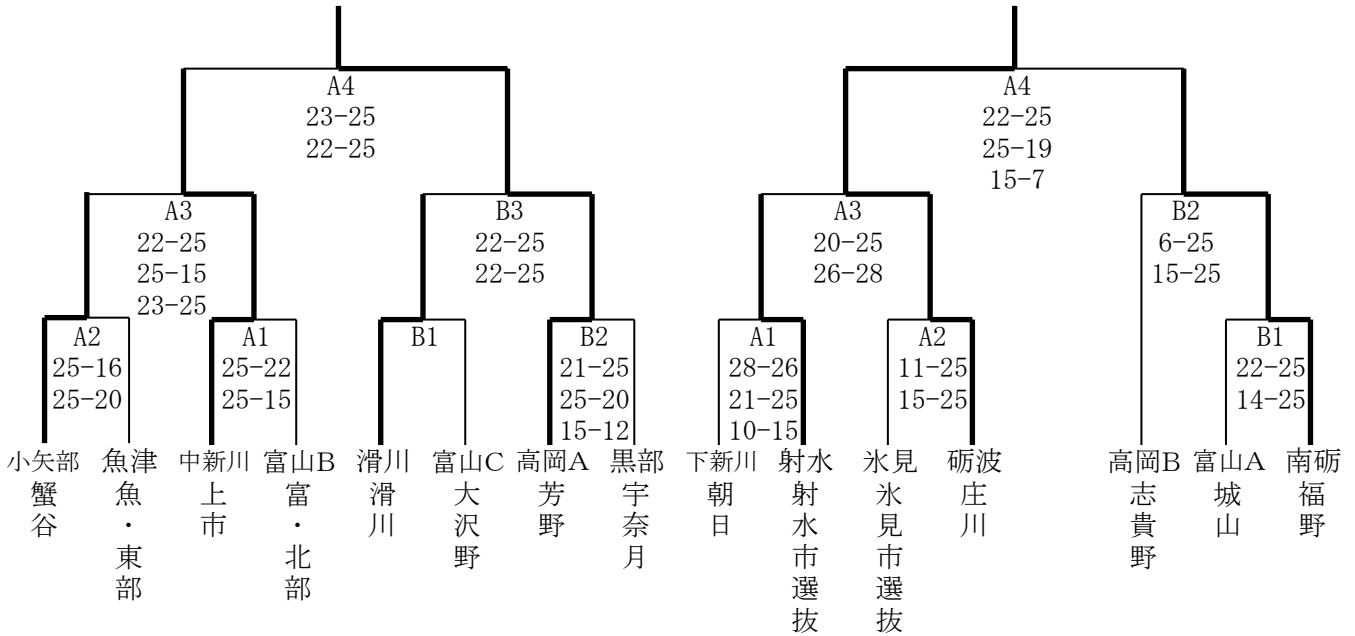 A4
23-25
22-25
A4
22-25
25-19
15-7
A3
22-25
25-15
23-25
B3
22-25
22-25
A3
20-25
26-28
B2
6-25
15-25
A2
25-16
25-20
A1
25-22
25-15
B1
B2
21-25
25-20
15-12
A1
28-26
21-25
10-15
A2
11-25
15-25
B1
22-25
14-25
小矢部
蟹谷
魚津
魚・東部
中新川
上市
富山B
富・北部
滑川
滑川
富山C
大沢野
高岡A
芳野
黒部
宇奈月
下新川
朝日
射水
射水市選抜
氷見
氷見市選抜
砺波
庄川
高岡B
志貴野
富山A
城山
南砺
福野